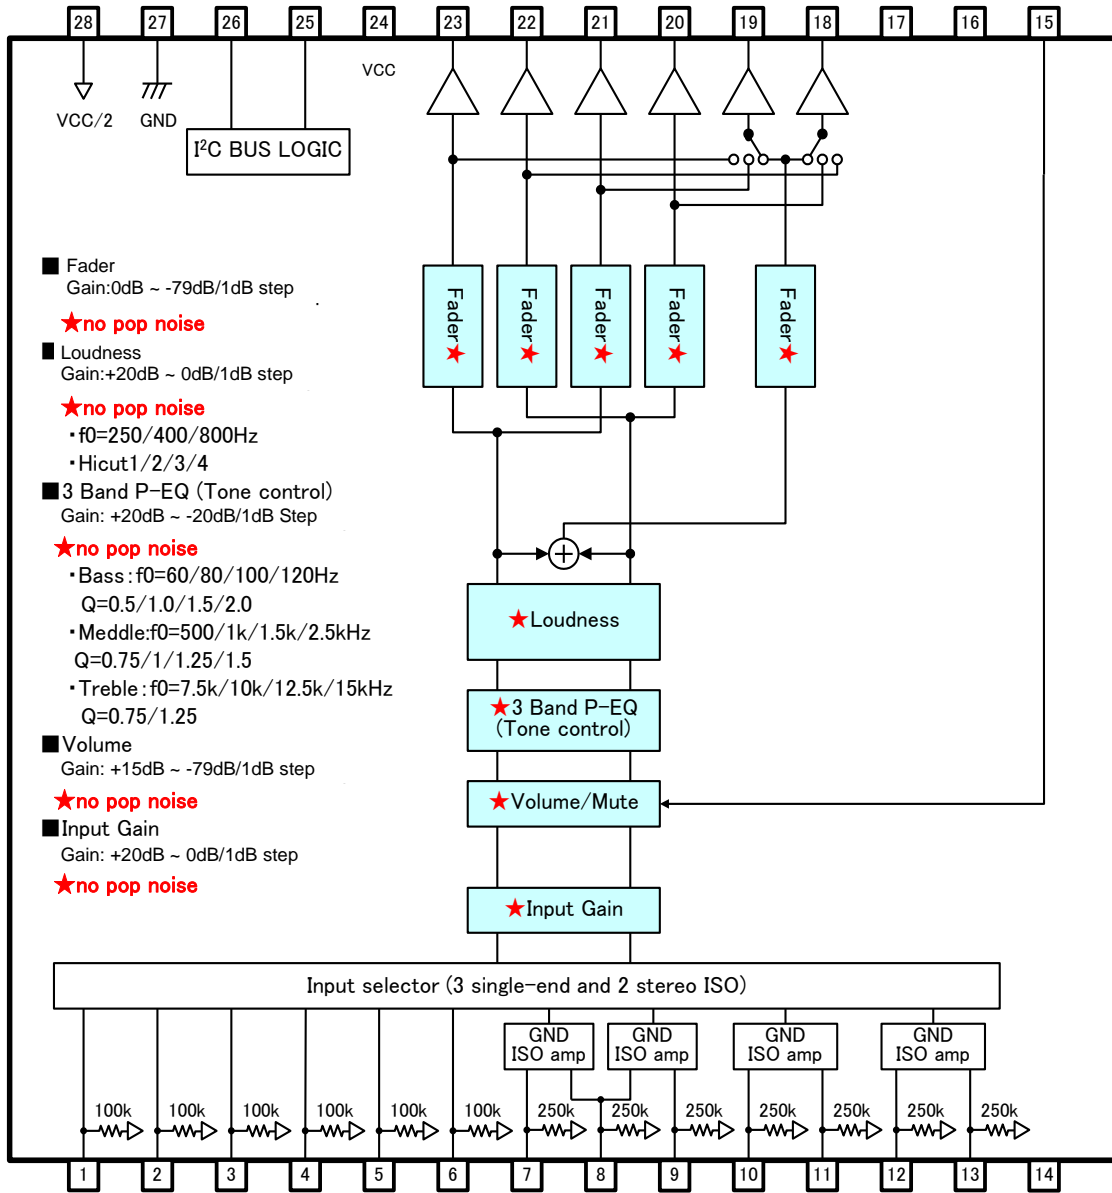 28 27 26 25 24 23 22 21 20 19 18 17 16 15
VCC
VCC/2 GND
I²C BUS LOGIC
■ Fader
Gain:0dB ~ -79dB/1dB step
.
★no pop noise
■ Loudness
Gain:+20dB ~ 0dB/1dB step
★no pop noise
・f0=250/400/800Hz
・Hicut1/2/3/4
■3 Band P-EQ (Tone control)
Gain: +20dB ~ -20dB/1dB Step
★no pop noise
・Bass:f0=60/80/100/120Hz
Q=0.5/1.0/1.5/2.0
・Meddle:f0=500/1k/1.5k/2.5kHz
Q=0.75/1/1.25/1.5
・Treble:f0=7.5k/10k/12.5k/15kHz
Q=0.75/1.25
■Volume
Gain: +15dB ~ -79dB/1dB step
★no pop noise
■Input Gain
Gain: +20dB ~ 0dB/1dB step
★no pop noise
Fader★ Fader★ Fader★ Fader★ Fader★
+
★Loudness
★3 Band P-EQ
(Tone control)
★Volume/Mute
★Input Gain
Input selector (3 single-end and 2 stereo ISO)
GND
ISO amp
GND
ISO amp
GND
ISO amp
GND
ISO amp
100k 100k 100k 100k 100k 100k 250k 250k 250k 250k 250k 250k 250k
1 2 3 4 5 6 7 8 9 10 11 12 13 14